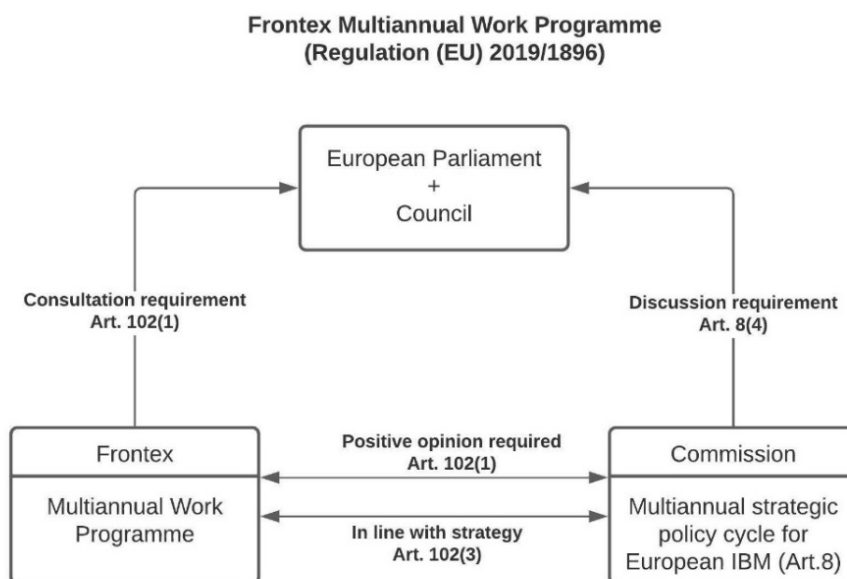 Frontex Multiannual Work Programme
(Regulation (EU) 2019/1896)
European Parliament
+
Council
Consultation requirement
Art. 102(1)
Discussion requirement
Art. 8(4)
Frontex
Multiannual Work
Programme
Positive opinion required
Art. 102(1)
In line with strategy
Art. 102(3)
Commission
Multiannual strategic
policy cycle for
European IBM (Art.8)